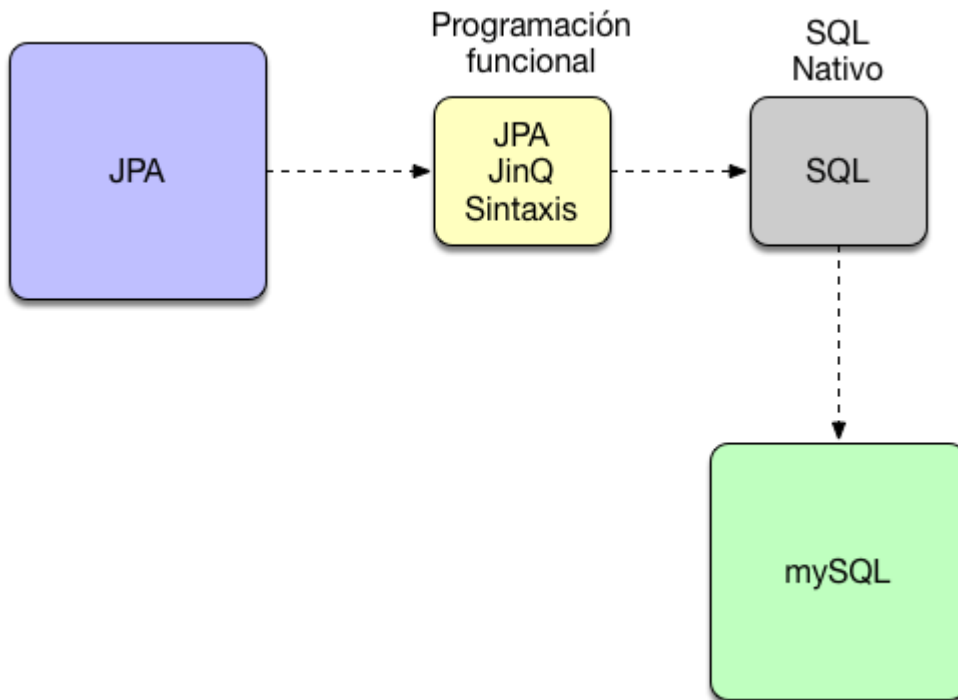 Programación
funcional
SQL
Nativo
JPA
JPA
JinQ
Sintaxis
SQL
mySQL